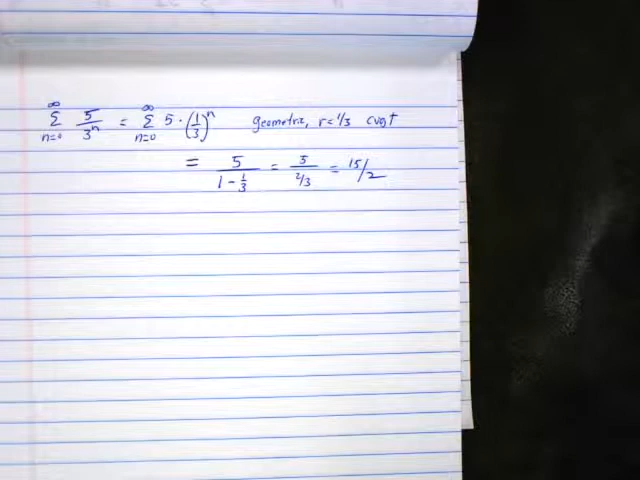 ∞ ∑ n=0 5/3^n = ∞ ∑ n=0 5 · (1/3)^n geometric, r = 1/3 cvgt
= 5/(1 - 1/3) = 5/(2/3) = 15/2